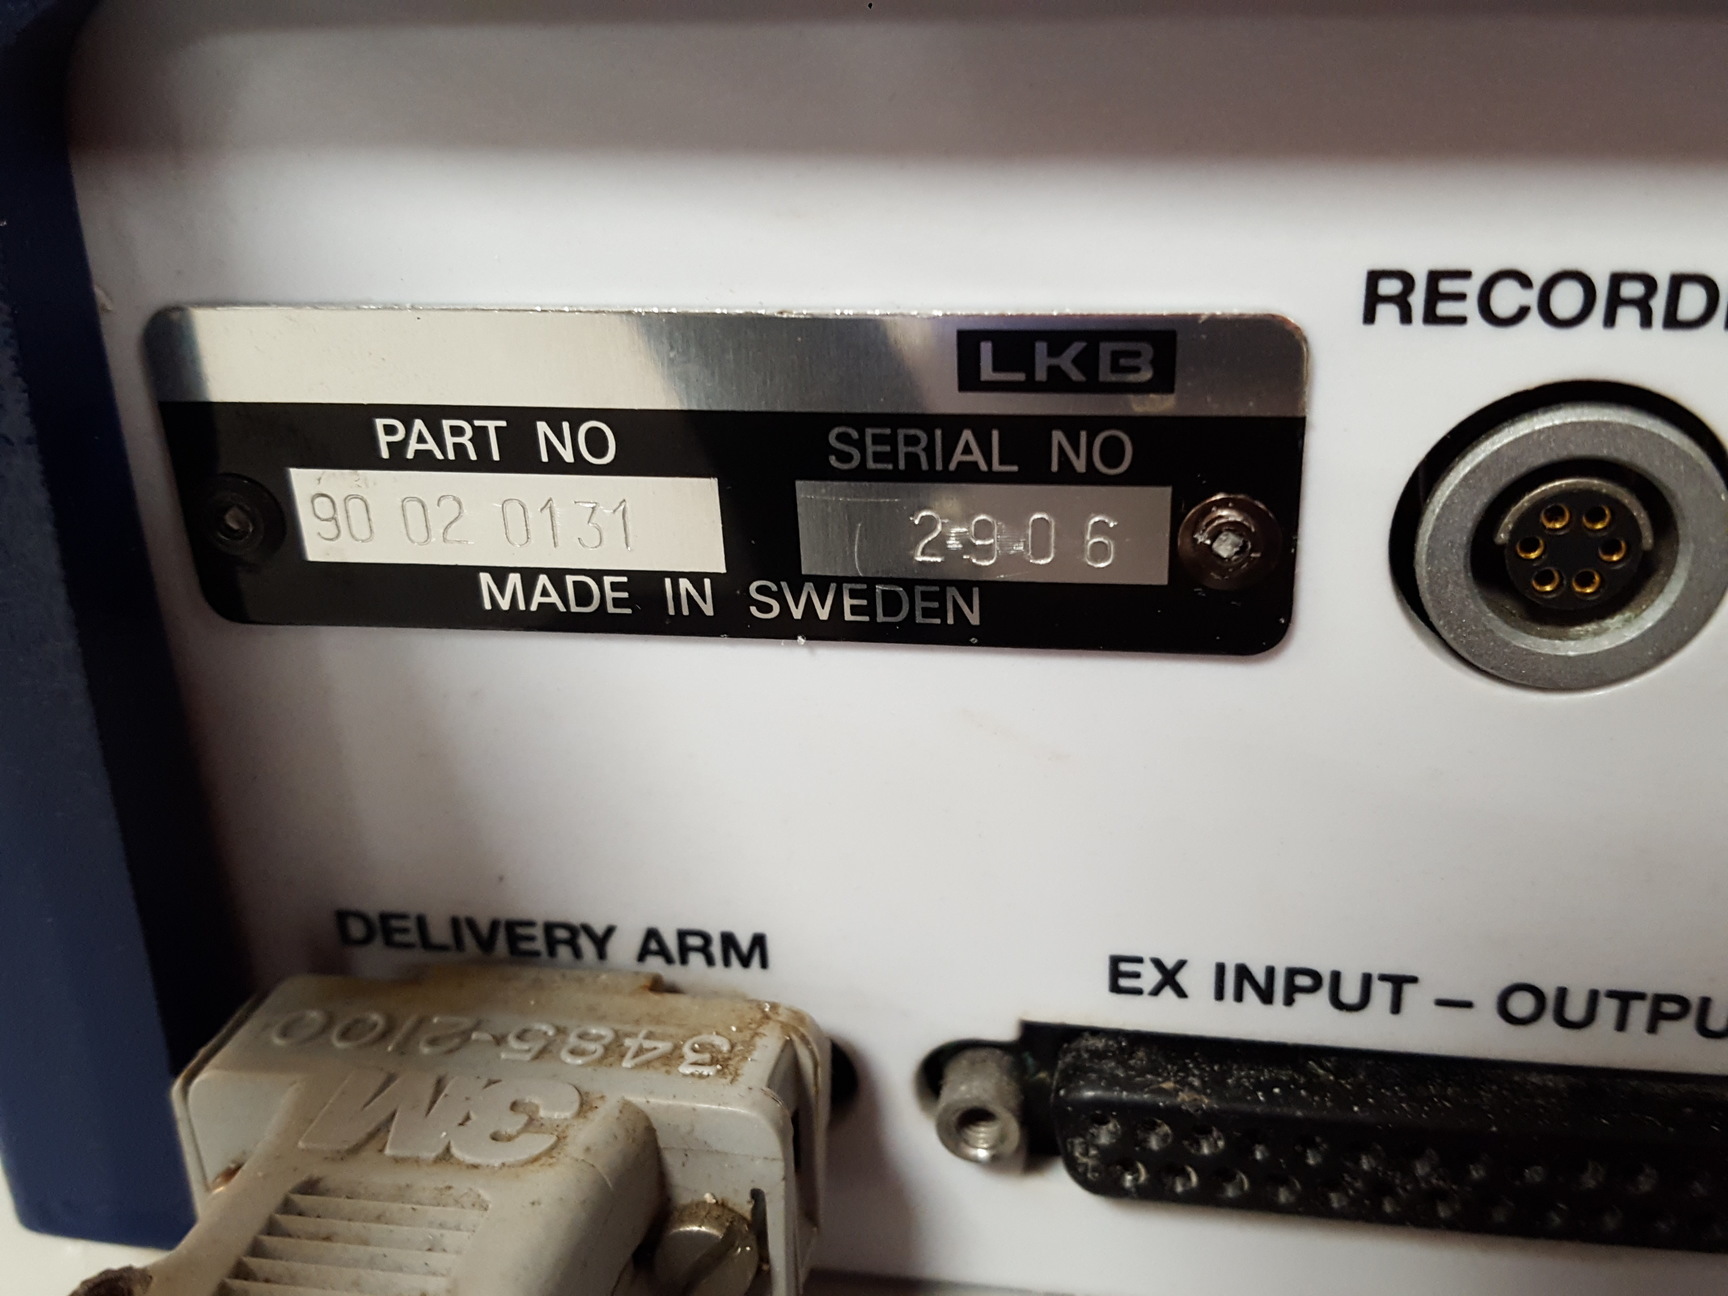 LKB
PART NO
SERIAL NO
90 02 0131
2906
MADE IN SWEDEN
RECORD
DELIVERY ARM
EX INPUT – OUTPU
3485-2100
3M